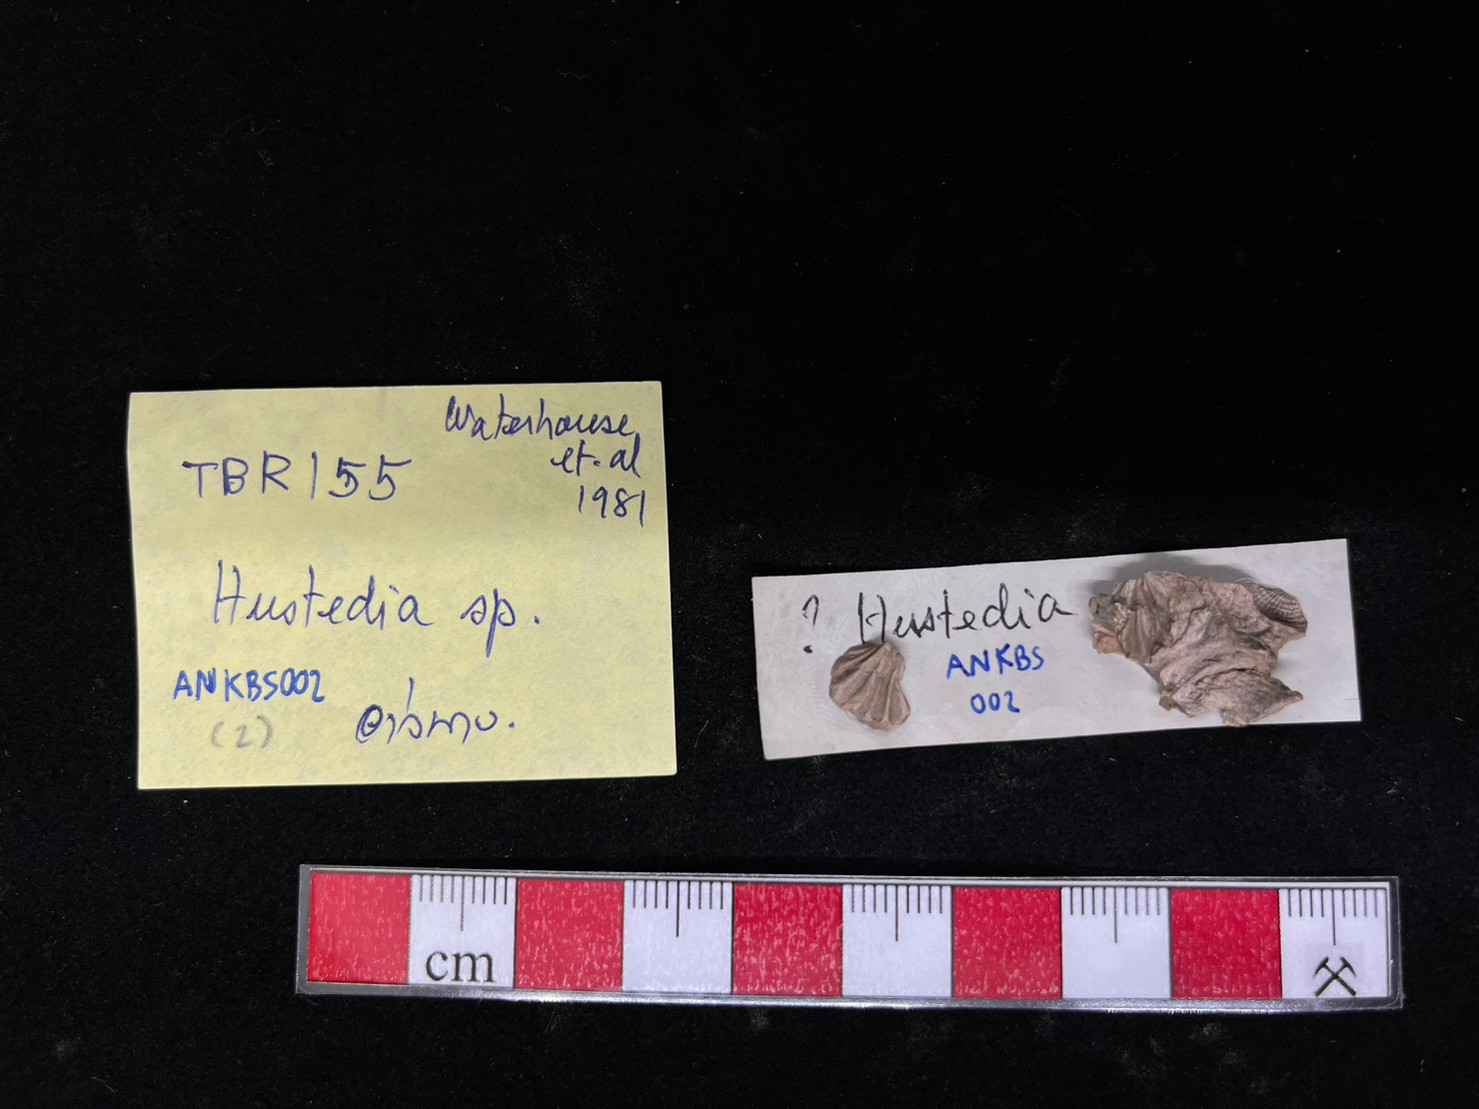 Waterhouse
et. al
1981
TBR155
Hustedia sp.
ANKBS002
(2)
? Hustedia
ANKBS
002
cm